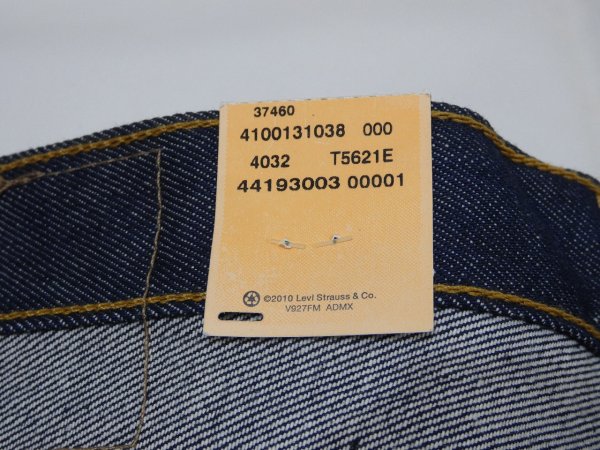 37460
4100131038 000
4032 T5621E
44193003 00001
©2010 Levi Strauss & Co.
V927FM ADMX